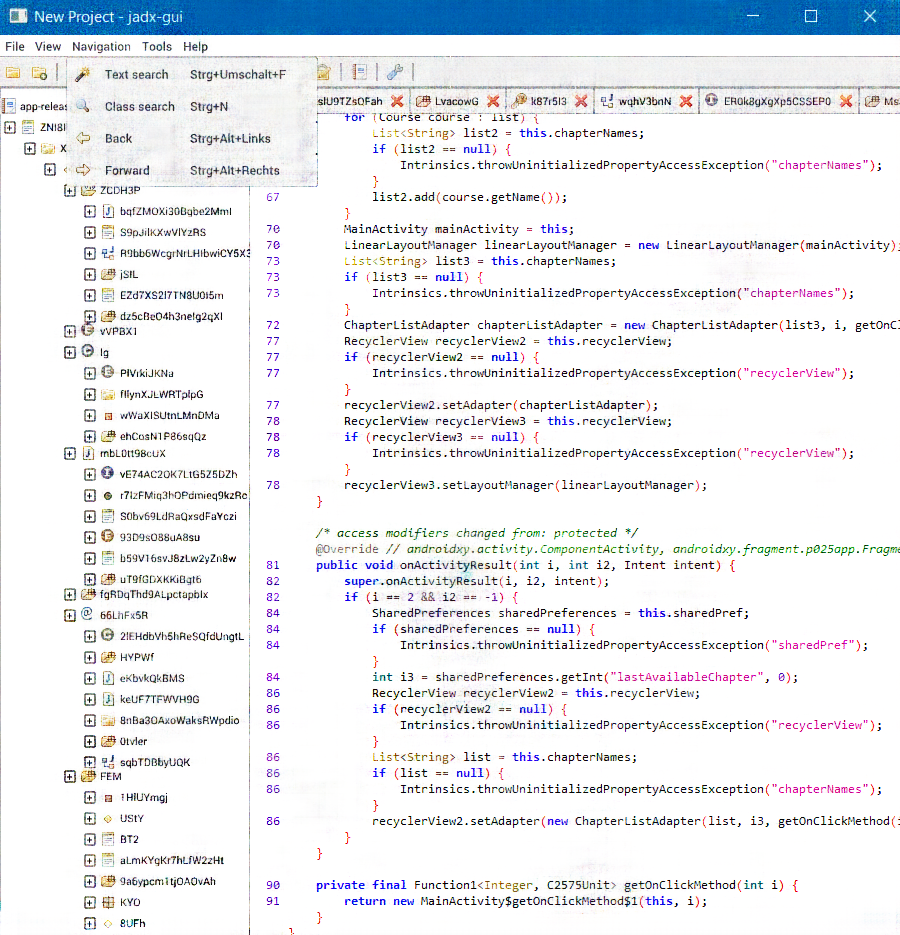 New Project - jadx-gui
File View Navigation Tools Help
Text search Strg+Umschalt+F
Class search Strg+N
Back Strg+Alt+Links
Forward Strg+Alt+Rechts
LvacowG k87r5l3 wqhV3bnN ER0k8gXgXp5CSSEP0
app-releas
ZCDH3P
bqfZMOXi30Bgbe2MmI
S9pJilKXwVlYzRS
jSfL
EZd7XS2l7TN8U0f5m
dz5cBeO4h3nefg2qXl
vVPBX1
lg
PlVrkiJKNa
fIlynXJLWRTplpG
wWaXISUtnLMnDMa
ehCosN1P86sqQz
mbL0tt98cUX
vE74AC2OK7LtG5Z5DZh
r7IzFMiq3hOPdmieq9kzRc
S0bv69LdRaQxsdFaYczi
93D9sO88uA8su
b59V16svJ8zLw2yZn8w
uT9fGDXKKiBgf6
fgRDqThd9ALpctapbIx
66LhFx5R
2lEHdbVh5hReSQfdUngtL
HYPWf
eKbvkQkBMS
keUF7TFWVH9G
8nBa3OAxoWaksRWpdio
0tvler
sqbTDBbyUQK
FEM
1HlUYmgj
UStY
BT2
aLmKYgKr7hLfW2zHt
9a6ypcm1tjOAOvAh
KYO
8UFh
for (Course course : list) {
List<String> list2 = this.chapterNames;
if (list2 == null) {
Intrinsics.throwUninitializedPropertyAccessException("chapterNames");
}
67 list2.add(course.getName());
}
70 MainActivity mainActivity = this;
70 LinearLayoutManager linearLayoutManager = new LinearLayoutManager(mainActivity);
73 List<String> list3 = this.chapterNames;
73 if (list3 == null) {
73 Intrinsics.throwUninitializedPropertyAccessException("chapterNames");
}
72 ChapterListAdapter chapterListAdapter = new ChapterListAdapter(list3, i, getOnCl
77 RecyclerView recyclerView2 = this.recyclerView;
77 if (recyclerView2 == null) {
77 Intrinsics.throwUninitializedPropertyAccessException("recyclerView");
}
77 recyclerView2.setAdapter(chapterListAdapter);
78 RecyclerView recyclerView3 = this.recyclerView;
78 if (recyclerView3 == null) {
78 Intrinsics.throwUninitializedPropertyAccessException("recyclerView");
}
78 recyclerView3.setLayoutManager(linearLayoutManager);
}
/* access modifiers changed from: protected */
@Override // androidxy.activity.ComponentActivity, androidxy.fragment.p025app.Fragme
81 public void onActivityResult(int i, int i2, Intent intent) {
82 super.onActivityResult(i, i2, intent);
82 if (i == 2 && i2 == -1) {
84 SharedPreferences sharedPreferences = this.sharedPref;
84 if (sharedPreferences == null) {
84 Intrinsics.throwUninitializedPropertyAccessException("sharedPref");
}
84 int i3 = sharedPreferences.getInt("lastAvailableChapter", 0);
86 RecyclerView recyclerView2 = this.recyclerView;
86 if (recyclerView2 == null) {
86 Intrinsics.throwUninitializedPropertyAccessException("recyclerView");
}
86 List<String> list = this.chapterNames;
86 if (list == null) {
86 Intrinsics.throwUninitializedPropertyAccessException("chapterNames");
}
86 recyclerView2.setAdapter(new ChapterListAdapter(list, i3, getOnClickMethod(i
}
}
90 private final Function1<Integer, C2575Unit> getOnClickMethod(int i) {
91 return new MainActivity$getOnClickMethod$1(this, i);
}
}